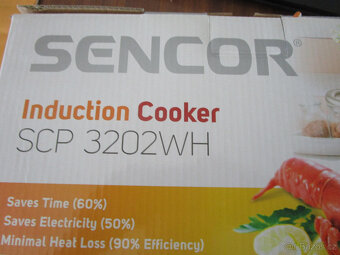 SENCOR®
Induction Cooker
SCP 3202WH
Saves Time (60%)
Saves Electricity (50%)
Minimal Heat Loss (90% Efficiency)